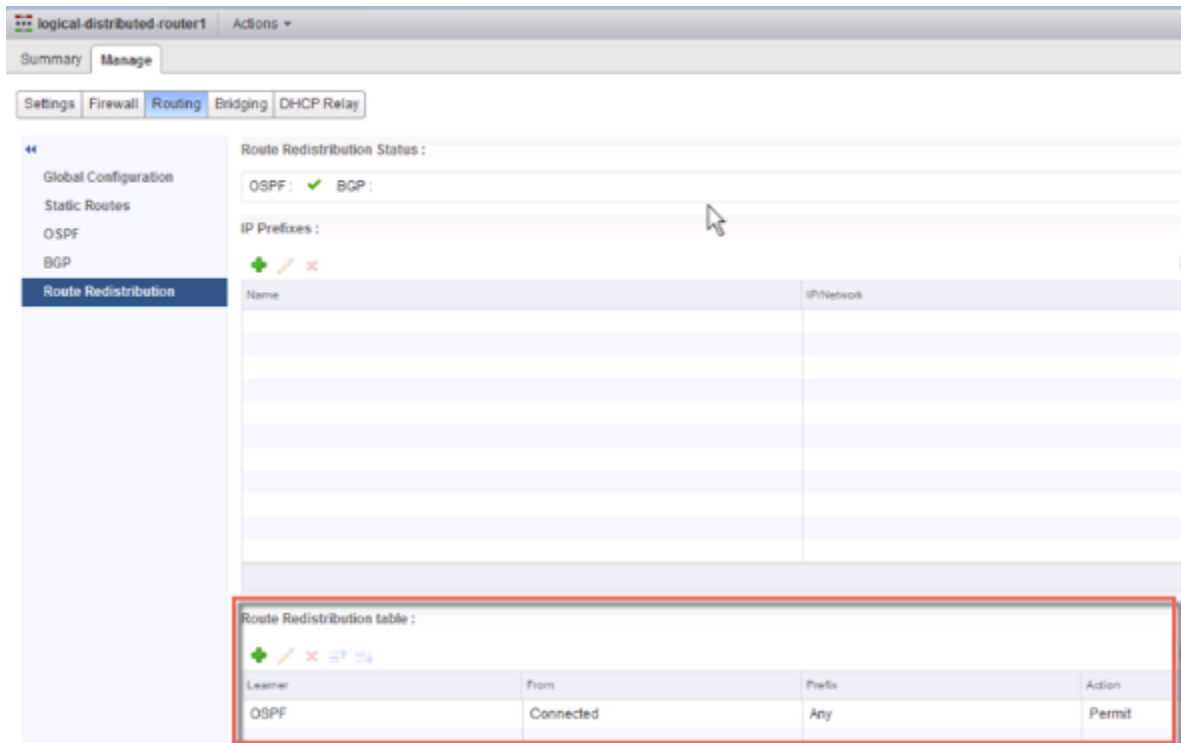 logical-distributed-router1 Actions
Summary Manage
Settings Firewall Routing Bridging DHCP Relay
Global Configuration
Static Routes
OSPF
BGP
Route Redistribution
Route Redistribution Status :
OSPF : BGP :
IP Prefixes :
Name IP/Network
Route Redistribution table :
Learner From Prefix Action
OSPF Connected Any Permit